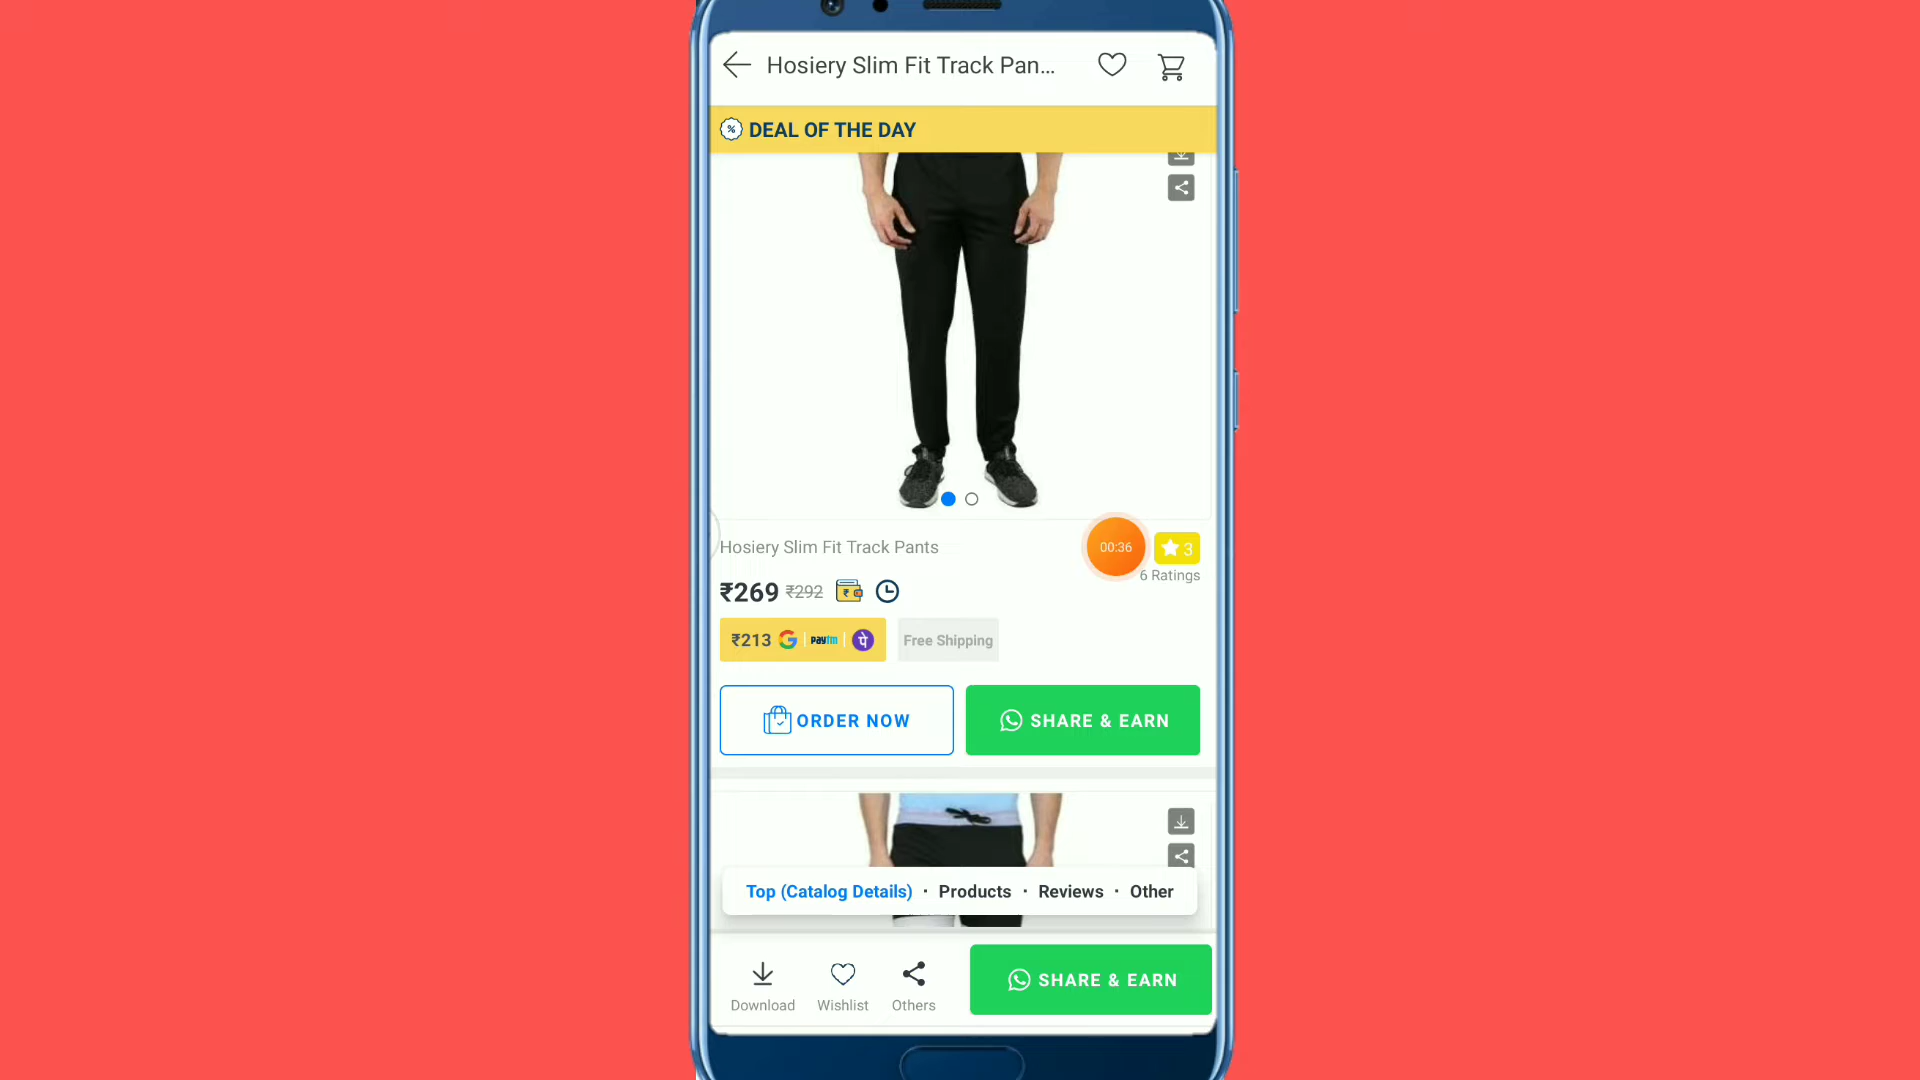 Hosiery Slim Fit Track Pan...
% DEAL OF THE DAY
Hosiery Slim Fit Track Pants
00:36
3
6 Ratings
₹269 ₹292
₹213 G | paytm | पे
Free Shipping
ORDER NOW
SHARE & EARN
Top (Catalog Details) · Products · Reviews · Other
Download
Wishlist
Others
SHARE & EARN